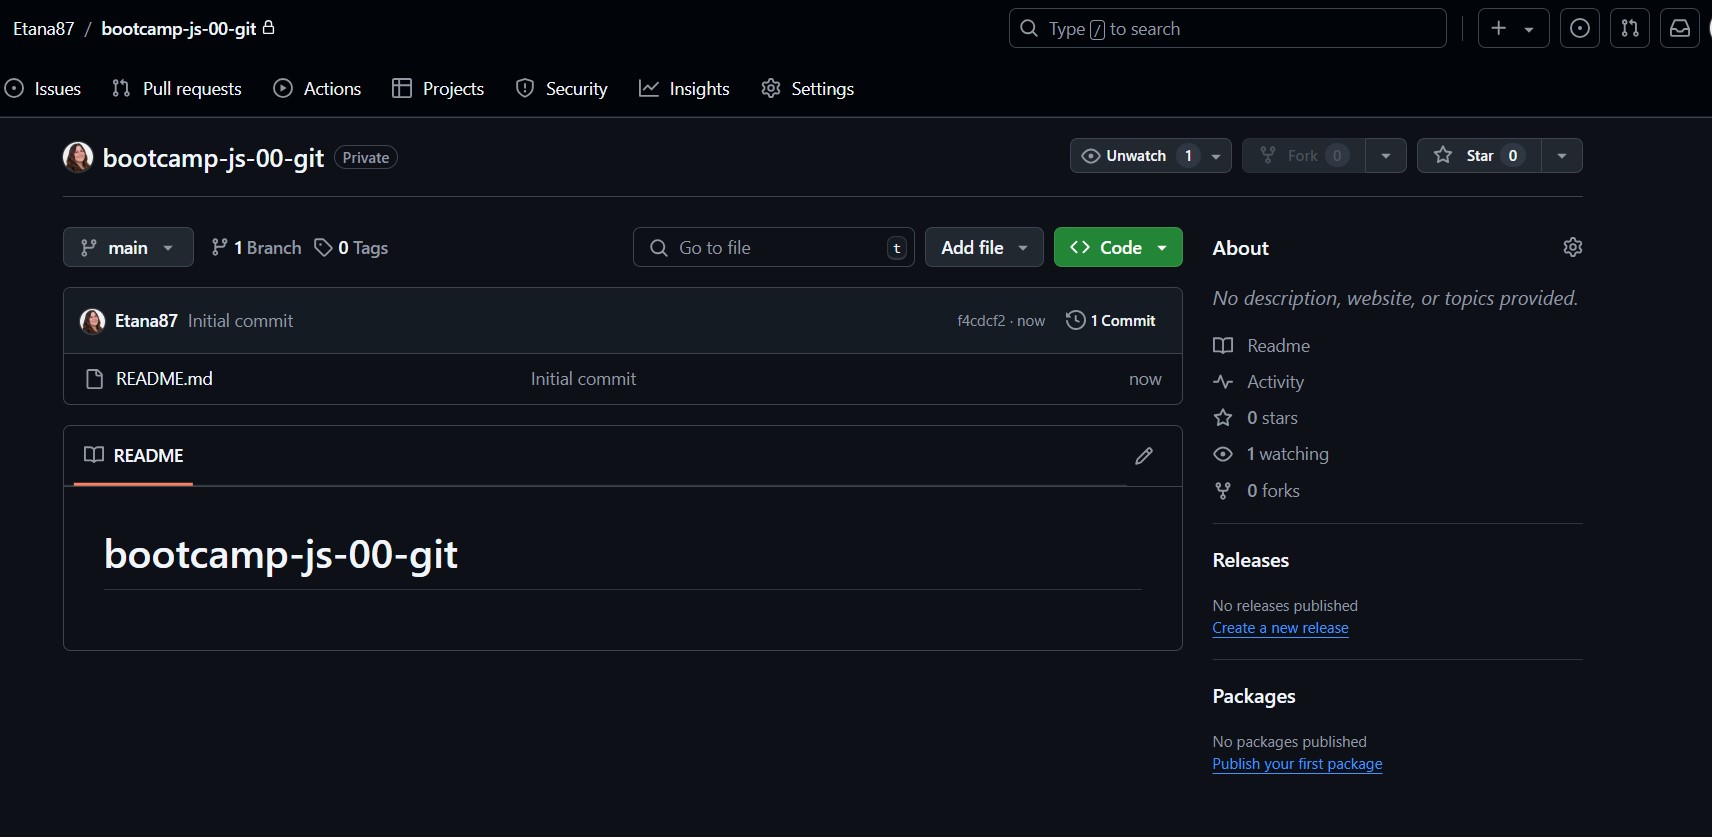 Etana87 / bootcamp-js-00-git
Type / to search
Issues Pull requests Actions Projects Security Insights Settings
bootcamp-js-00-git Private
Unwatch 1 Fork 0 Star 0
main 1 Branch 0 Tags Go to file t Add file Code
Etana87 Initial commit f4cdcf2 · now 1 Commit
README.md Initial commit now
README
bootcamp-js-00-git
About
No description, website, or topics provided.
Readme
Activity
0 stars
1 watching
0 forks
Releases
No releases published
Create a new release
Packages
No packages published
Publish your first package